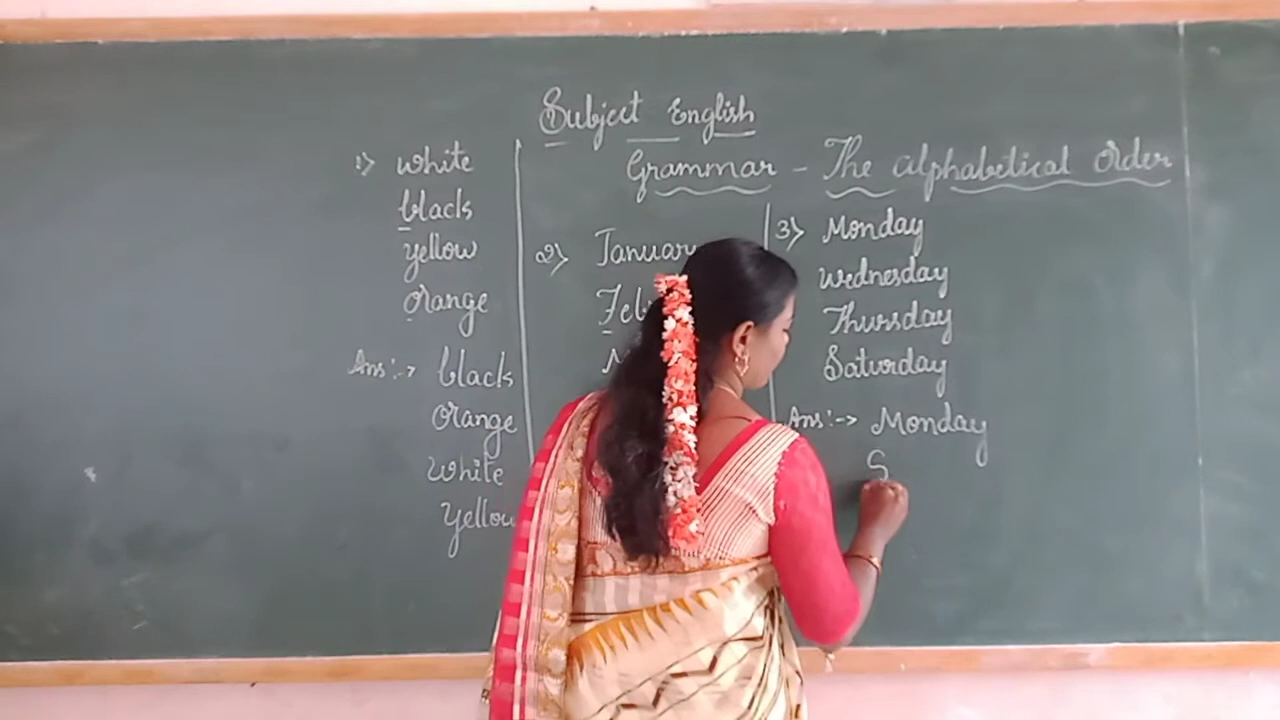 Subject English
Grammar - The alphabetical Order
1) white
black
yellow
orange
Ans:-> black
orange
white
yellow
2)
3) Monday
Wednesday
Thursday
Saturday
Ans:-> Monday
S